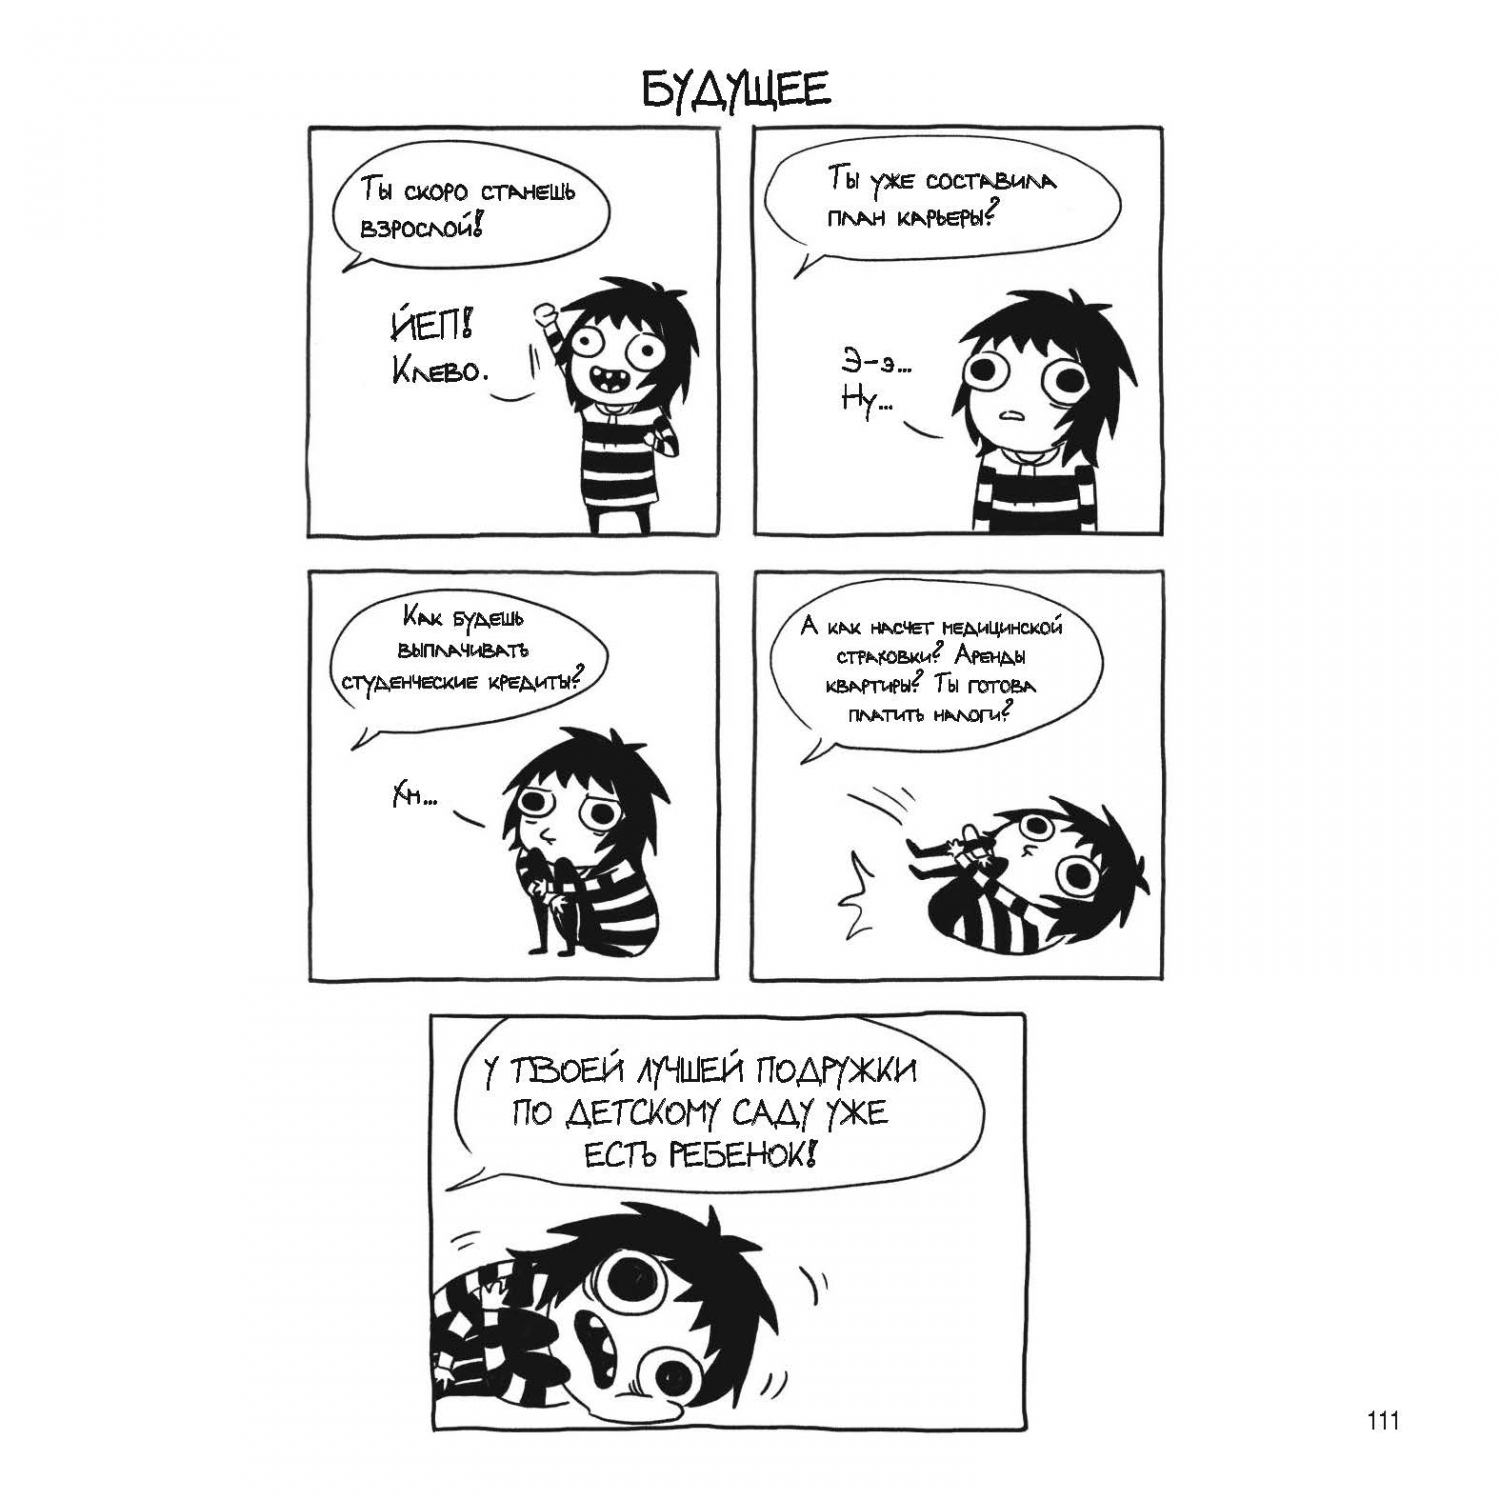 БУДУЩЕЕ
Ты скоро станешь
взрослой!
ЙЕП!
Клево.
Ты уже составила
план карьеры?
Э-э...
Ну...
Как будешь
выплачивать
студенческие кредиты?
Хм...
А как насчет медицинской
страховки? Аренды
квартиры? Ты готова
платить налоги?
У ТВОЕЙ ЛУЧШЕЙ ПОДРУЖКИ
ПО ДЕТСКОМУ САДУ УЖЕ
ЕСТЬ РЕБЕНОК!
111